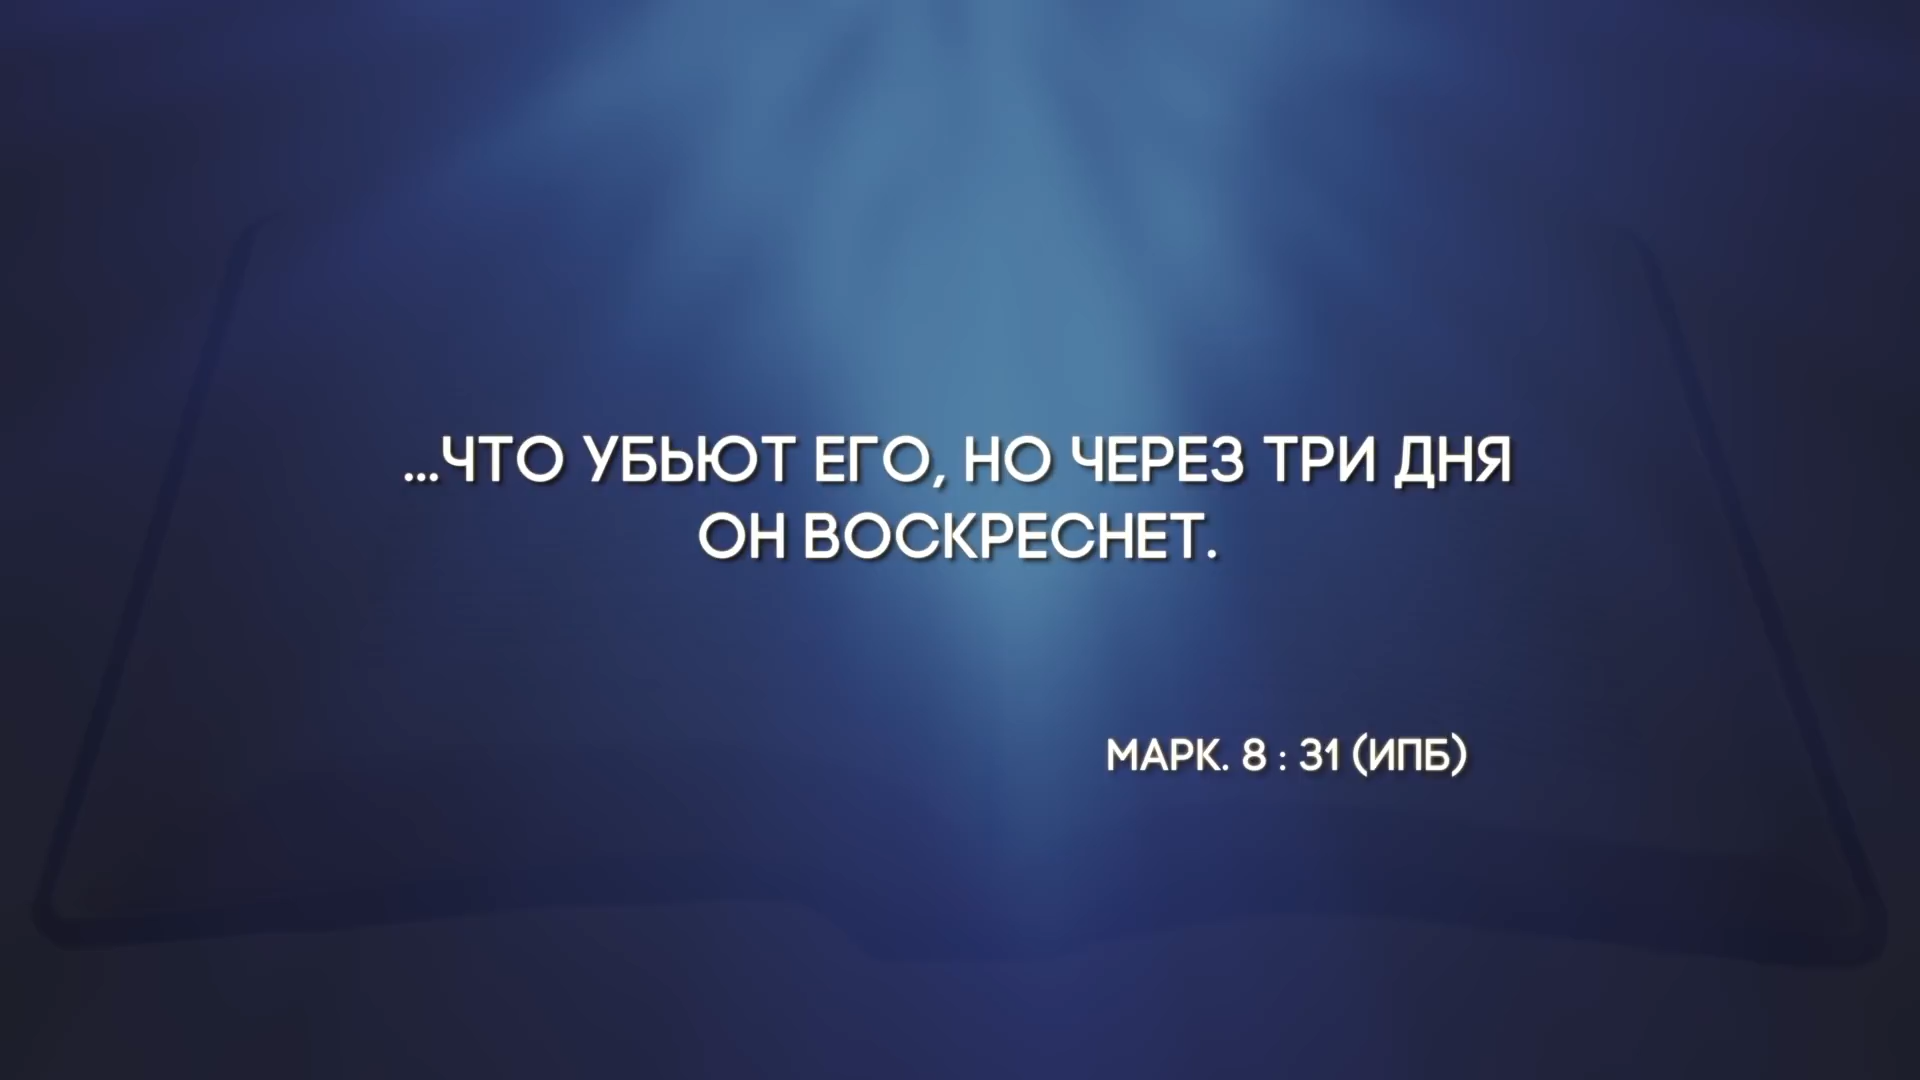 ...ЧТО УБЬЮТ ЕГО, НО ЧЕРЕЗ ТРИ ДНЯ
ОН ВОСКРЕСНЕТ.
МАРК. 8 : 31 (ИПБ)